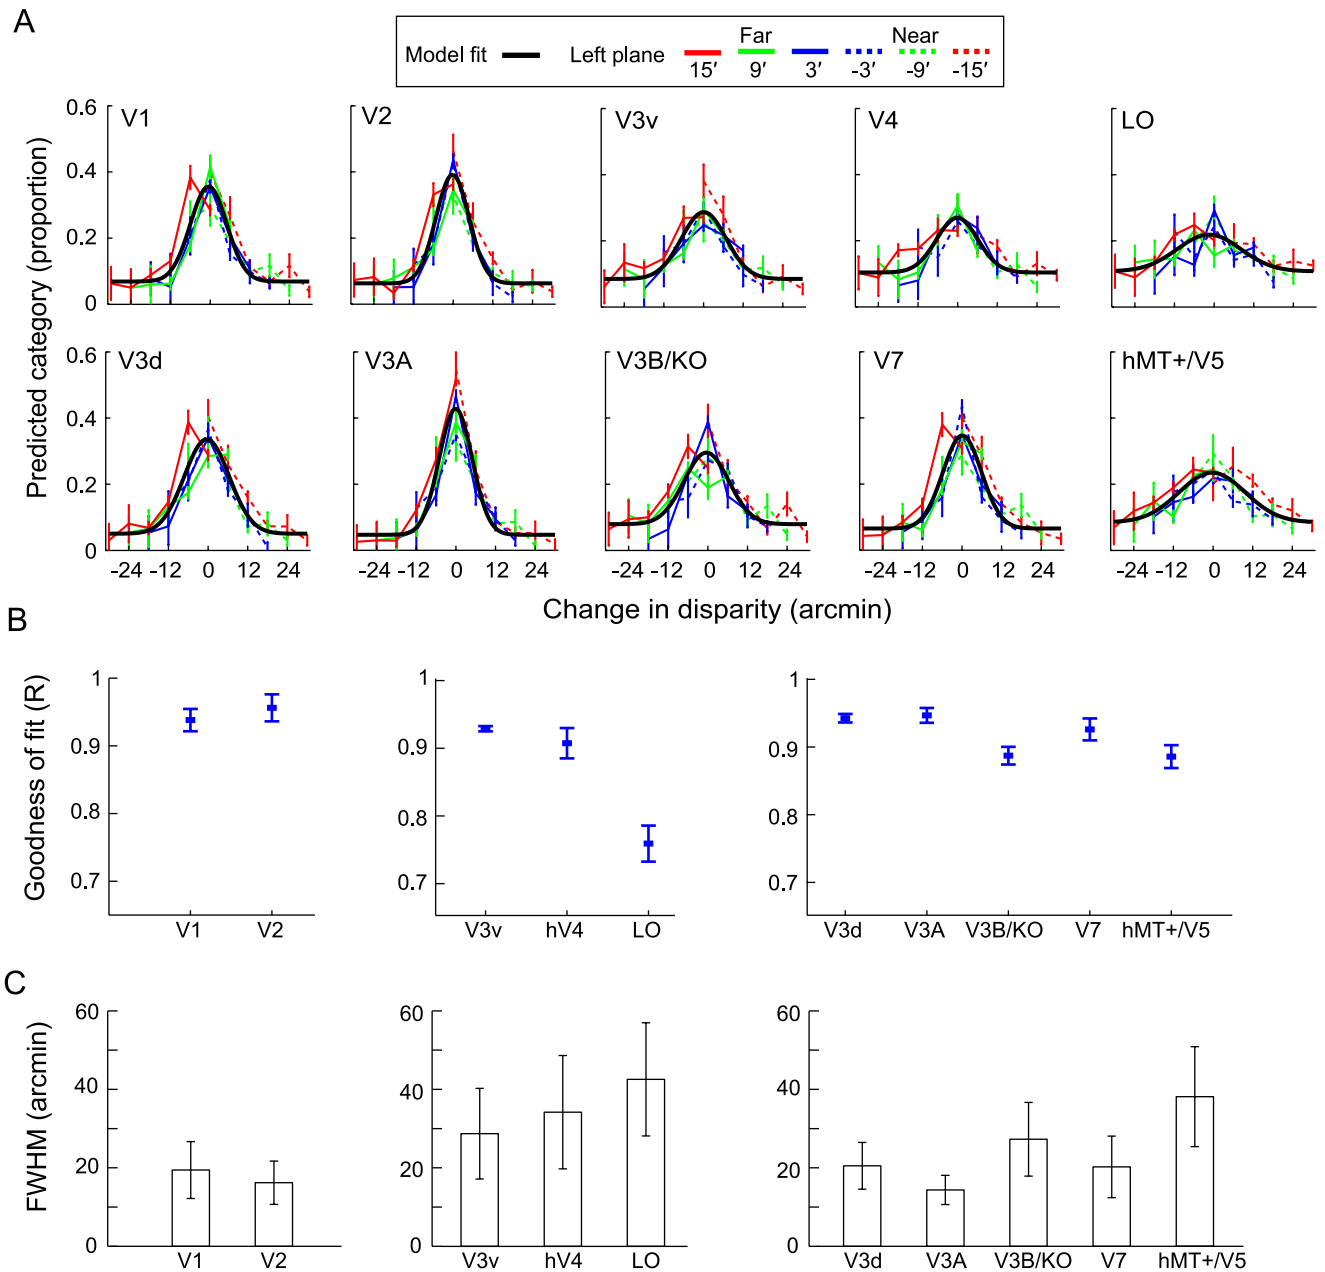 A
Model fit Left plane Far Near
15′ 9′ 3′ -3′ -9′ -15′
Predicted category (proportion)
0.6
0.4
0.2
0
V1
V2
V3v
V4
LO
0.6
0.4
0.2
0
V3d
V3A
V3B/KO
V7
hMT+/V5
-24 -12 0 12 24
-24 -12 0 12 24
-24 -12 0 12 24
-24 -12 0 12 24
-24 -12 0 12 24
Change in disparity (arcmin)
B
Goodness of fit (R)
1
0.9
0.8
0.7
V1 V2
1
0.9
0.8
0.7
V3v hV4 LO
1
0.9
0.8
0.7
V3d V3A V3B/KO V7 hMT+/V5
C
FWHM (arcmin)
60
40
20
0
V1 V2
60
40
20
0
V3v hV4 LO
60
40
20
0
V3d V3A V3B/KO V7 hMT+/V5